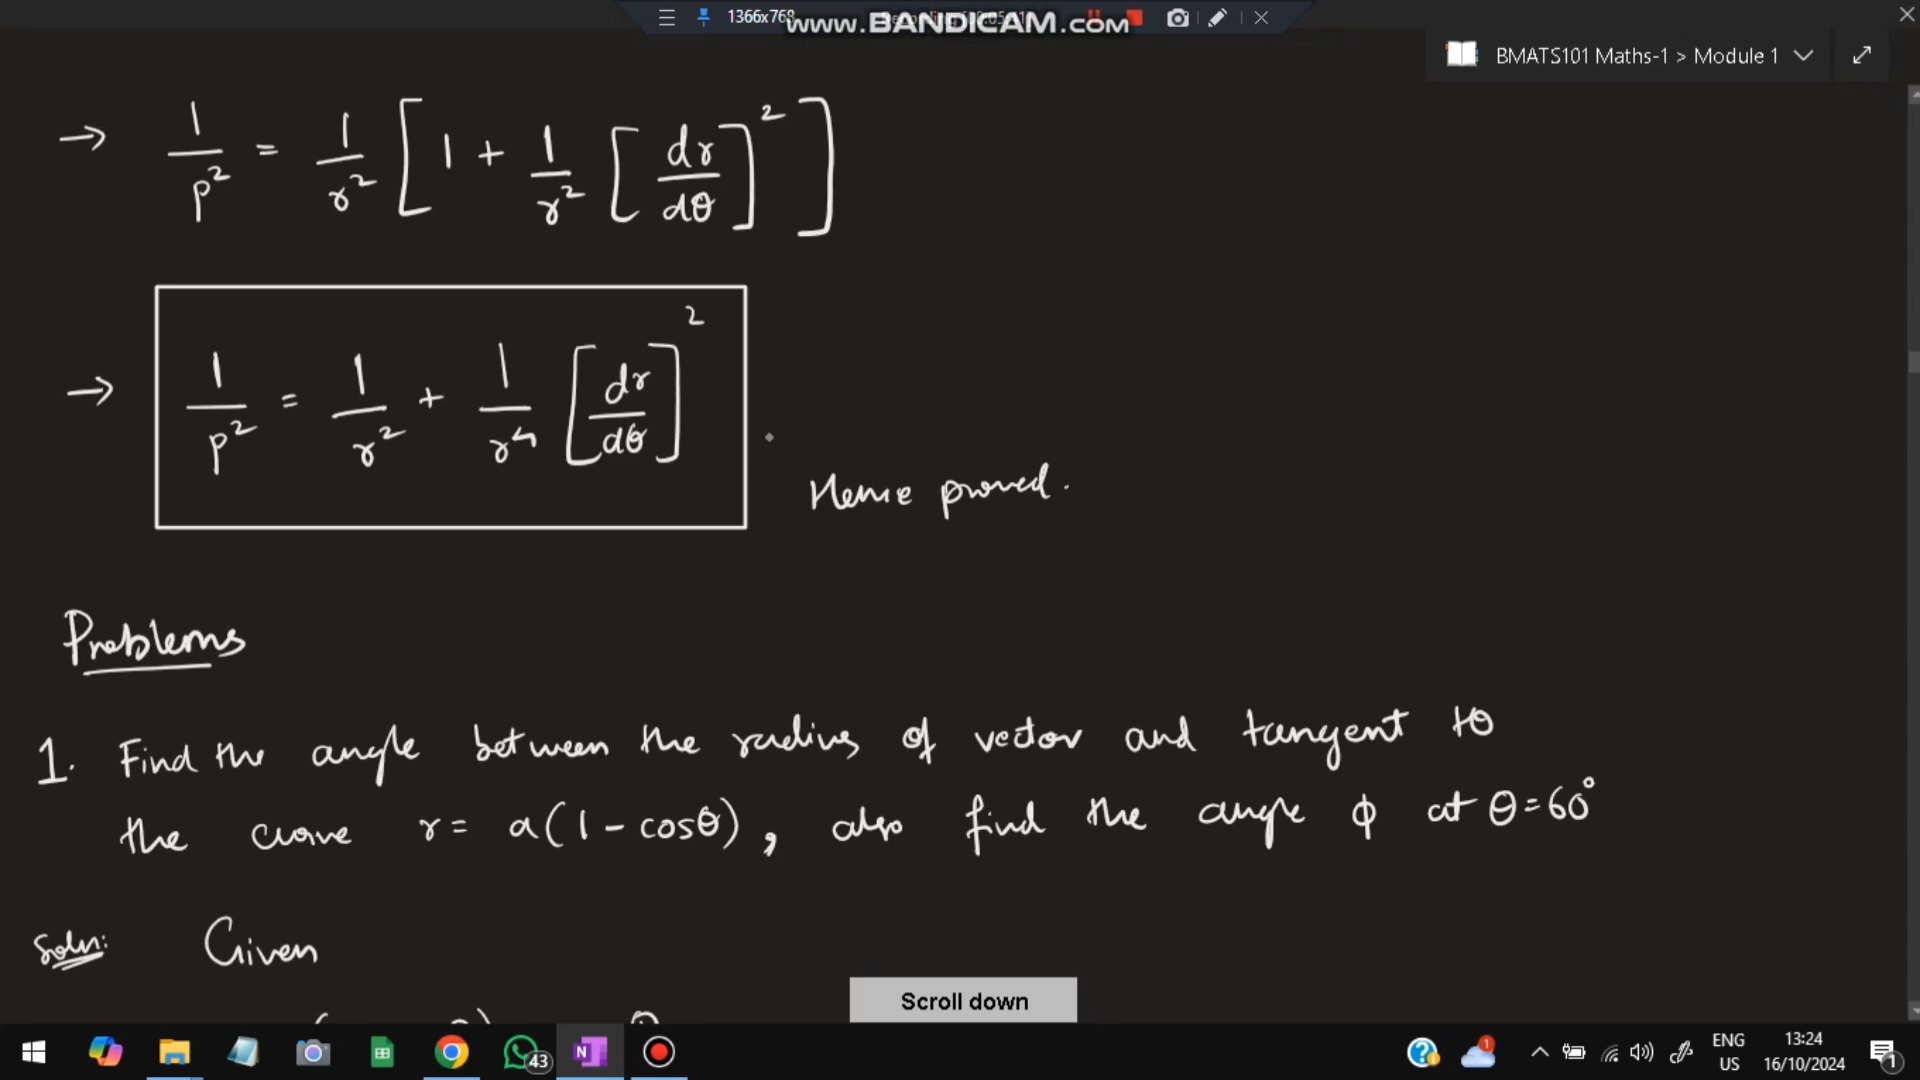 1366x768
www.BANDICAM.com
BMATS101 Maths-1 > Module 1
→ 1/p² = 1/r² [ 1 + 1/r² [ dr/dθ ]² ]
→ 1/p² = 1/r² + 1/r⁴ [ dr/dθ ]²
Hence proved.
Problems
1. Find the angle between the radius of vector and tangent to
the curve r = a(1 - cosθ), also find the angle ϕ at θ=60°
Soln: Given
Scroll down
43
N
1
ENG
US
13:24
16/10/2024
1